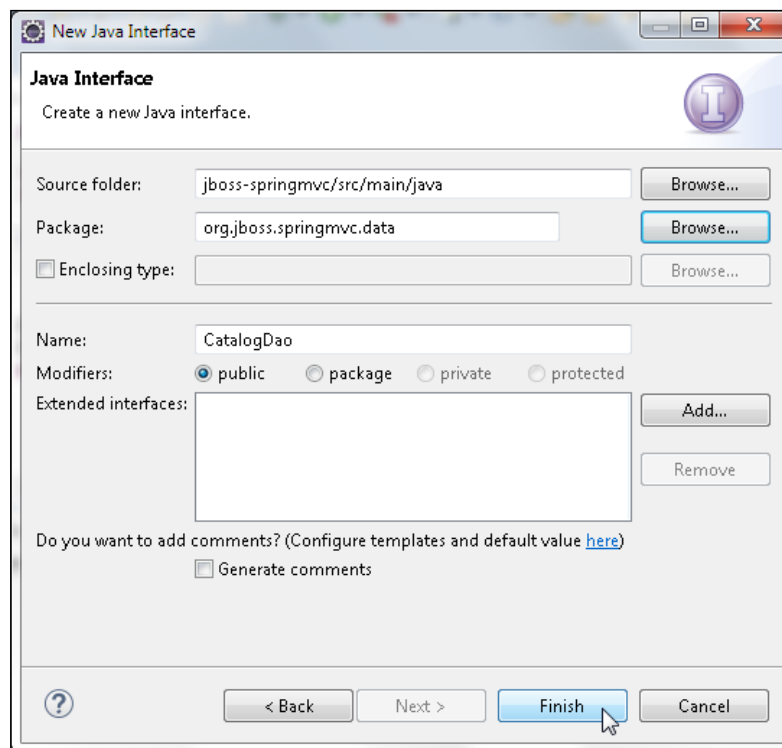 New Java Interface
Java Interface
Create a new Java interface.
I
Source folder: jboss-springmvc/src/main/java Browse...
Package: org.jboss.springmvc.data Browse...
Enclosing type: Browse...
Name: CatalogDao
Modifiers: public package private protected
Extended interfaces: Add...
Remove
Do you want to add comments? (Configure templates and default value here)
Generate comments
? < Back Next > Finish Cancel